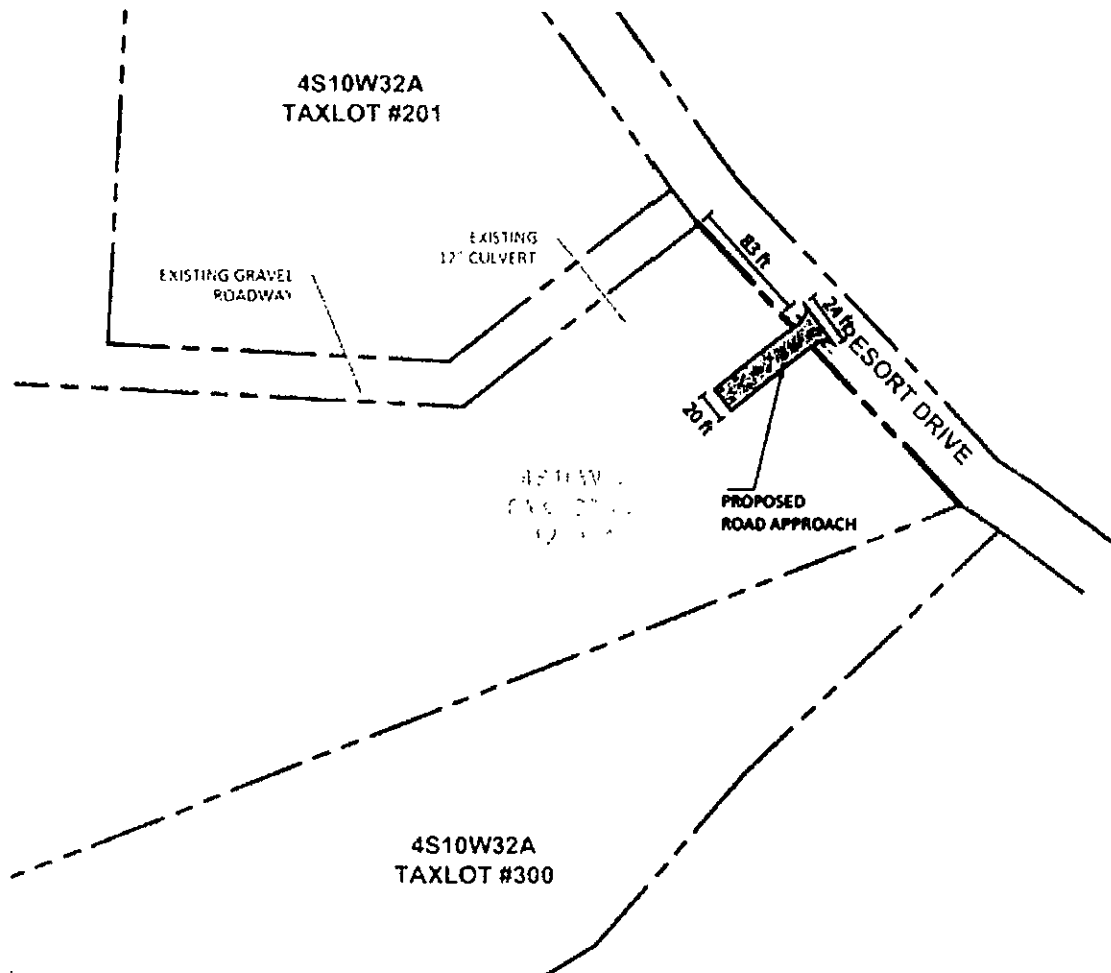 4S10W32A
TAXLOT #201
EXISTING
12" CULVERT
EXISTING GRAVEL
ROADWAY
83 ft
24 ft
RESORT DRIVE
20 ft
PROPOSED
ROAD APPROACH
4S10W32A
TAXLOT #300